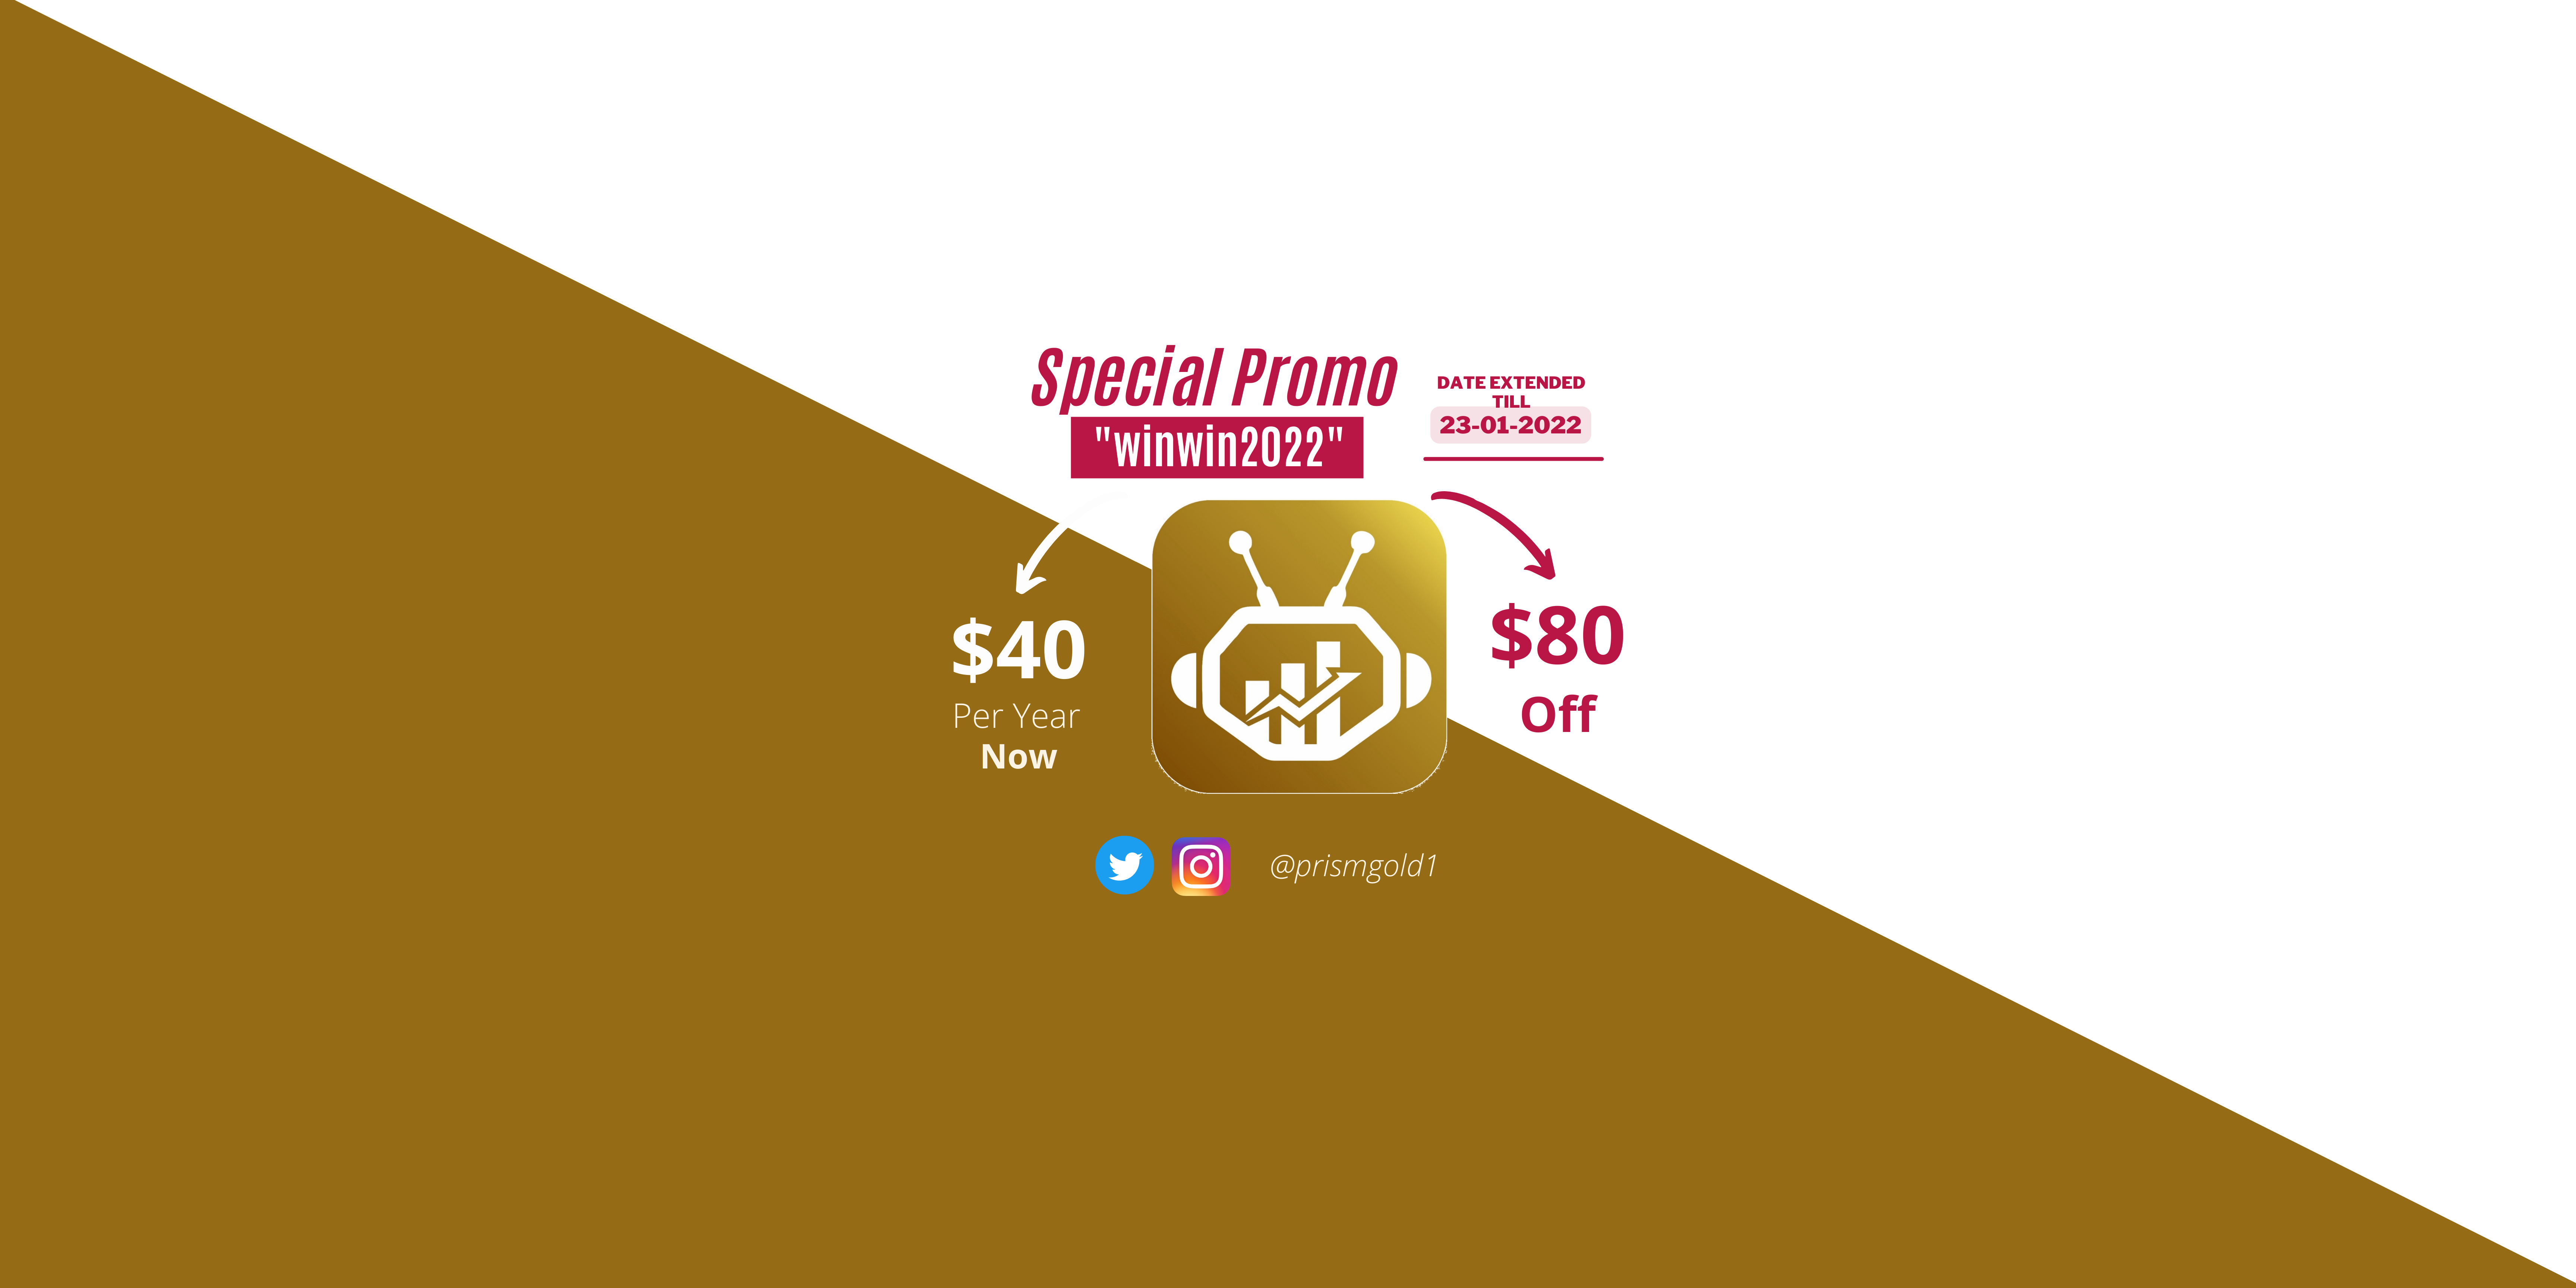 Special Promo
"winwin2022"
DATE EXTENDED
TILL
23-01-2022
$40
Per Year
Now
$80
Off
@prismgold1